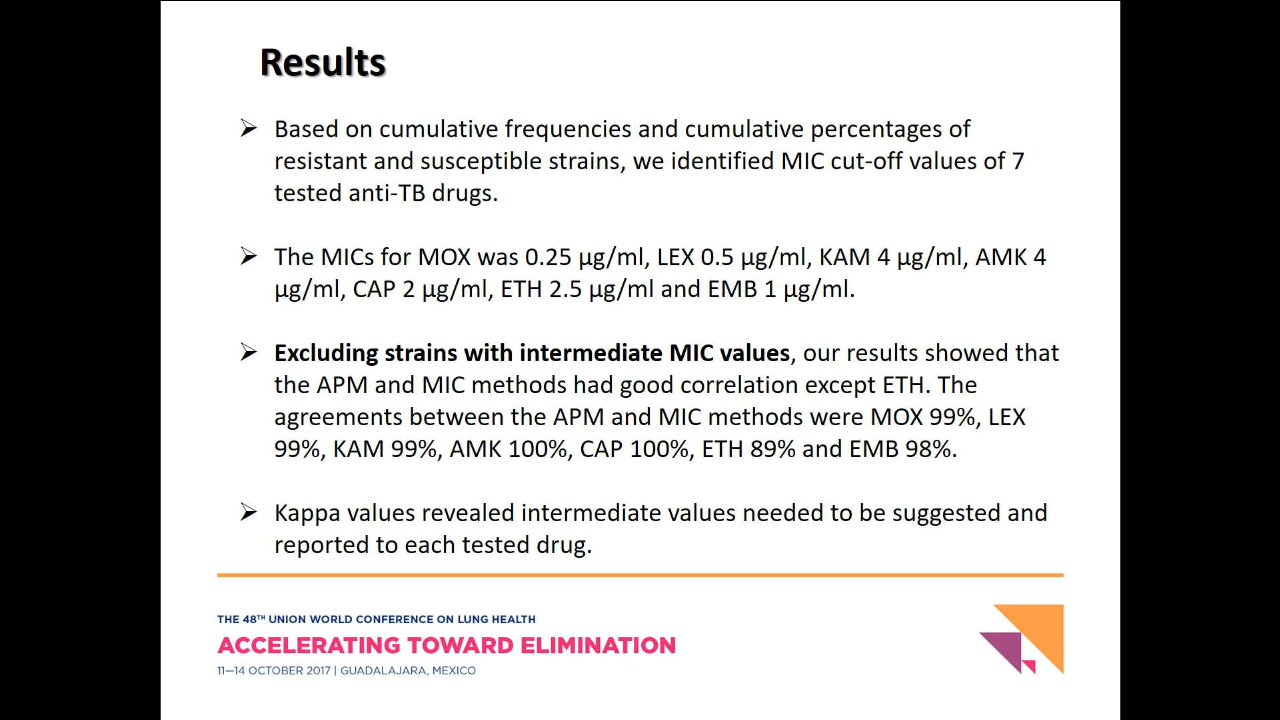 Results
➢ Based on cumulative frequencies and cumulative percentages of
resistant and susceptible strains, we identified MIC cut-off values of 7
tested anti-TB drugs.
➢ The MICs for MOX was 0.25 µg/ml, LEX 0.5 µg/ml, KAM 4 µg/ml, AMK 4
µg/ml, CAP 2 µg/ml, ETH 2.5 µg/ml and EMB 1 µg/ml.
➢ Excluding strains with intermediate MIC values, our results showed that
the APM and MIC methods had good correlation except ETH. The
agreements between the APM and MIC methods were MOX 99%, LEX
99%, KAM 99%, AMK 100%, CAP 100%, ETH 89% and EMB 98%.
➢ Kappa values revealed intermediate values needed to be suggested and
reported to each tested drug.
THE 48TH UNION WORLD CONFERENCE ON LUNG HEALTH
ACCELERATING TOWARD ELIMINATION
11—14 OCTOBER 2017 | GUADALAJARA, MEXICO